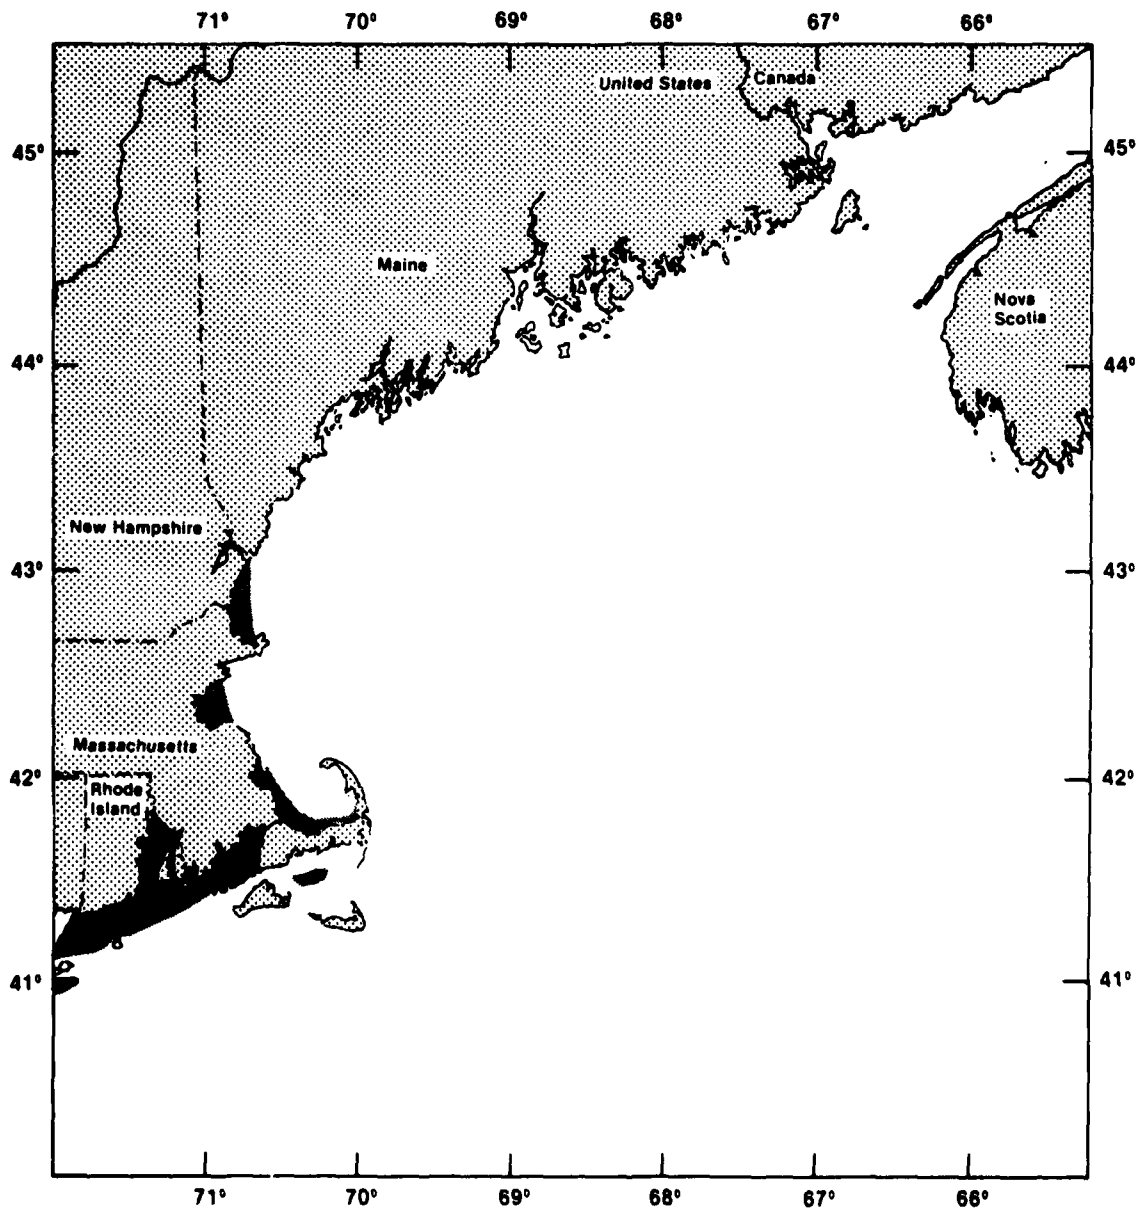 71° 70° 69° 68° 67° 66°
United States Canada
45° 45°
Maine
Nova
Scotia
44° 44°
New Hampshire
43° 43°
Massachusetts
42° 42°
Rhode
Island
41° 41°
71° 70° 69° 68° 67° 66°